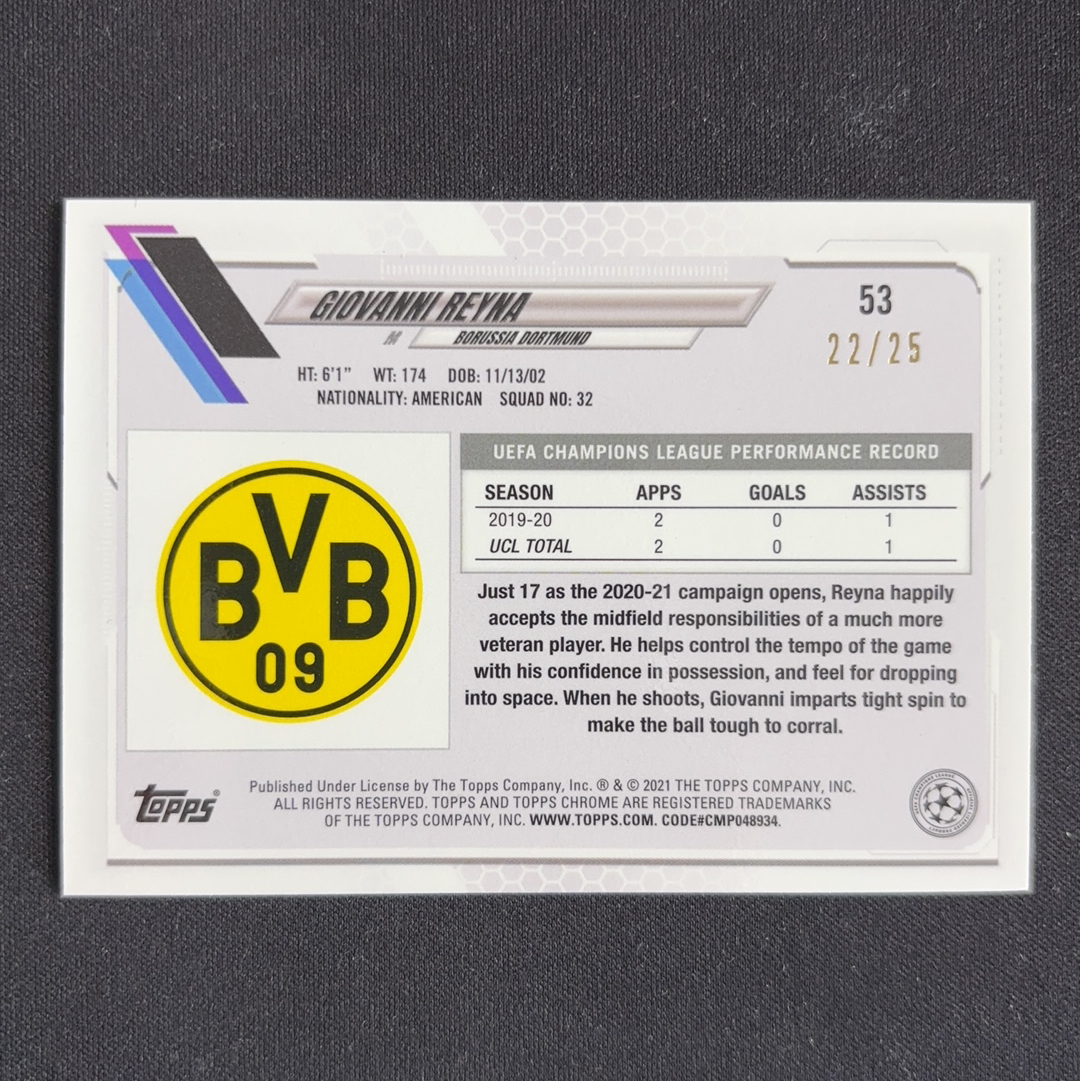 GIOVANNI REYNA
53
M
BORUSSIA DORTMUND
22/25
HT: 6'1" WT: 174 DOB: 11/13/02
NATIONALITY: AMERICAN SQUAD NO: 32
BVB
09
UEFA CHAMPIONS LEAGUE PERFORMANCE RECORD
SEASON APPS GOALS ASSISTS
2019-20 2 0 1
UCL TOTAL 2 0 1
Just 17 as the 2020-21 campaign opens, Reyna happily
accepts the midfield responsibilities of a much more
veteran player. He helps control the tempo of the game
with his confidence in possession, and feel for dropping
into space. When he shoots, Giovanni imparts tight spin to
make the ball tough to corral.
TOPPS®
Published Under License by The Topps Company, Inc. ® & © 2021 THE TOPPS COMPANY, INC.
ALL RIGHTS RESERVED. TOPPS AND TOPPS CHROME ARE REGISTERED TRADEMARKS
OF THE TOPPS COMPANY, INC. WWW.TOPPS.COM. CODE#CMP048934.